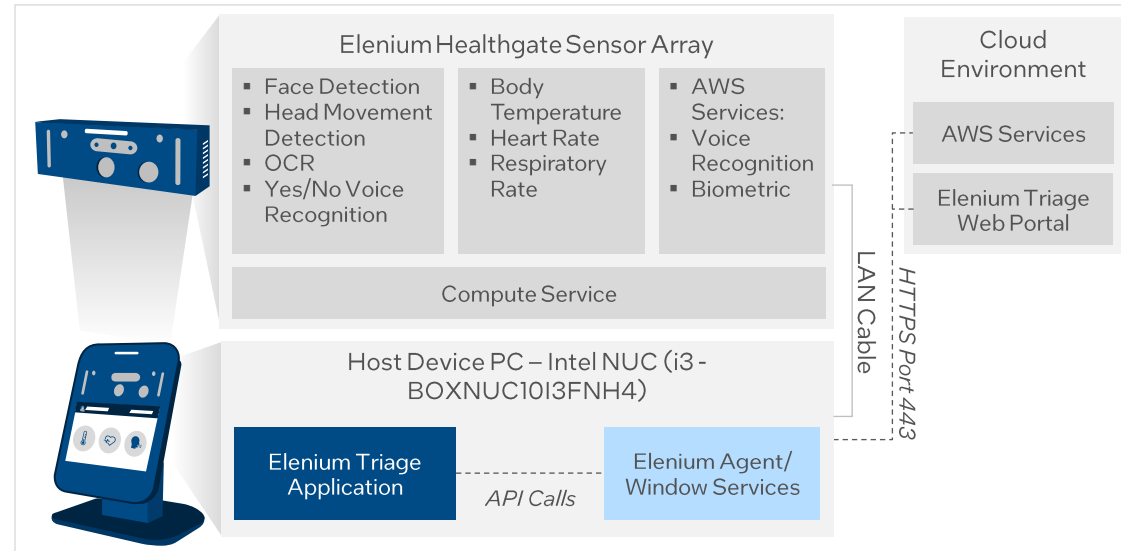 Elenium Healthgate Sensor Array
▪ Face Detection
▪ Head Movement
Detection
▪ OCR
▪ Yes/No Voice
Recognition
▪ Body
Temperature
▪ Heart Rate
▪ Respiratory
Rate
▪ AWS
Services:
▪ Voice
Recognition
▪ Biometric
Compute Service
Cloud
Environment
AWS Services
Elenium Triage
Web Portal
LAN Cable
HTTPS Port 443
Host Device PC – Intel NUC (i3 -
BOXNUC10I3FNH4)
Elenium Triage
Application
API Calls
Elenium Agent/
Window Services